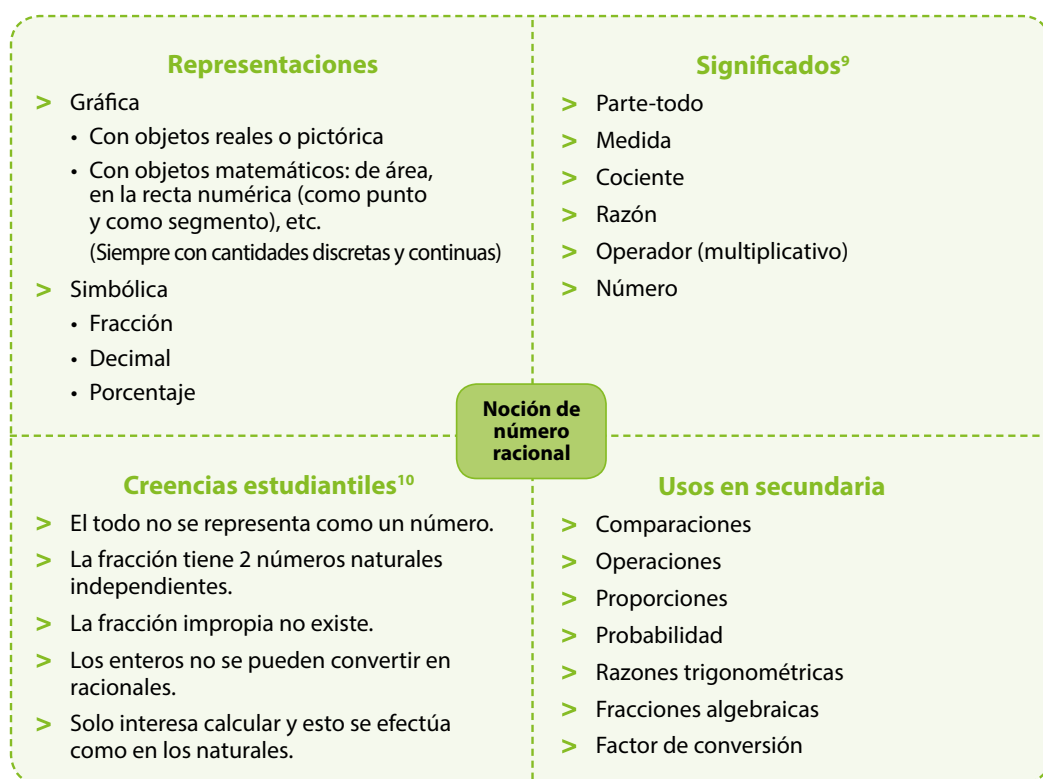 Representaciones
> Gráfica
• Con objetos reales o pictórica
• Con objetos matemáticos: de área,
en la recta numérica (como punto
y como segmento), etc.
(Siempre con cantidades discretas y continuas)
> Simbólica
• Fracción
• Decimal
• Porcentaje
Significados⁹
> Parte-todo
> Medida
> Cociente
> Razón
> Operador (multiplicativo)
> Número
Noción de
número
racional
Creencias estudiantiles¹⁰
> El todo no se representa como un número.
> La fracción tiene 2 números naturales
independientes.
> La fracción impropia no existe.
> Los enteros no se pueden convertir en
racionales.
> Solo interesa calcular y esto se efectúa
como en los naturales.
Usos en secundaria
> Comparaciones
> Operaciones
> Proporciones
> Probabilidad
> Razones trigonométricas
> Fracciones algebraicas
> Factor de conversión